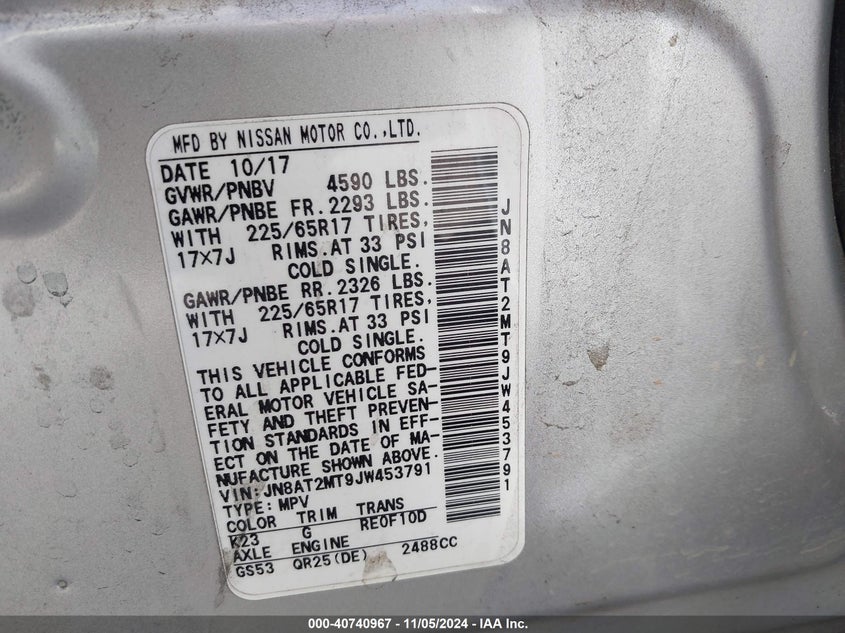 MFD BY NISSAN MOTOR CO.,LTD.
DATE 10/17
GVWR/PNBV 4590 LBS.
GAWR/PNBE FR. 2293 LBS.
WITH 225/65R17 TIRES,
17X7J RIMS.AT 33 PSI
COLD SINGLE.
GAWR/PNBE RR. 2326 LBS.
WITH 225/65R17 TIRES,
17X7J RIMS.AT 33 PSI
COLD SINGLE.
THIS VEHICLE CONFORMS
TO ALL APPLICABLE FED-
ERAL MOTOR VEHICLE SA-
FETY AND THEFT PREVEN-
TION STANDARDS IN EFF-
ECT ON THE DATE OF MA-
NUFACTURE SHOWN ABOVE.
VIN:JN8AT2MT9JW453791
TYPE:MPV
COLOR TRIM TRANS
K23 G RE0F10D
AXLE ENGINE
GS53 QR25(DE) 2488CC
JN8AT2MT9JW453791
000-40740967 - 11/05/2024 - IAA Inc.